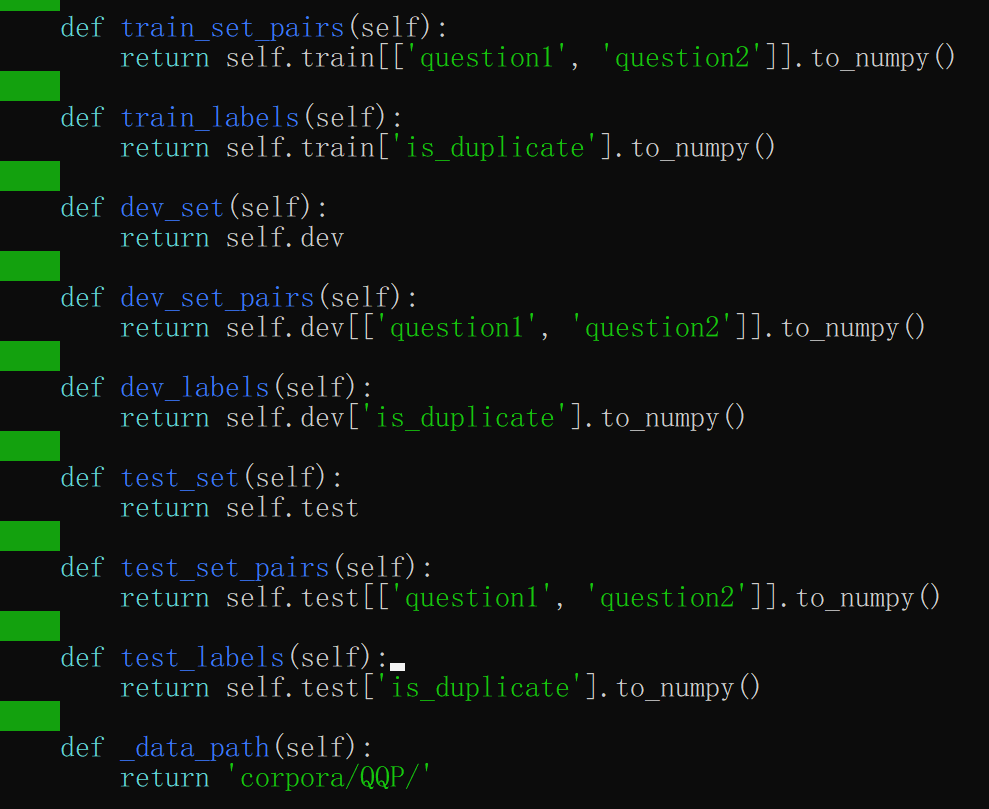 def train_set_pairs(self):
return self.train[['question1', 'question2']].to_numpy()
def train_labels(self):
return self.train['is_duplicate'].to_numpy()
def dev_set(self):
return self.dev
def dev_set_pairs(self):
return self.dev[['question1', 'question2']].to_numpy()
def dev_labels(self):
return self.dev['is_duplicate'].to_numpy()
def test_set(self):
return self.test
def test_set_pairs(self):
return self.test[['question1', 'question2']].to_numpy()
def test_labels(self):
return self.test['is_duplicate'].to_numpy()
def _data_path(self):
return 'corpora/QQP/'